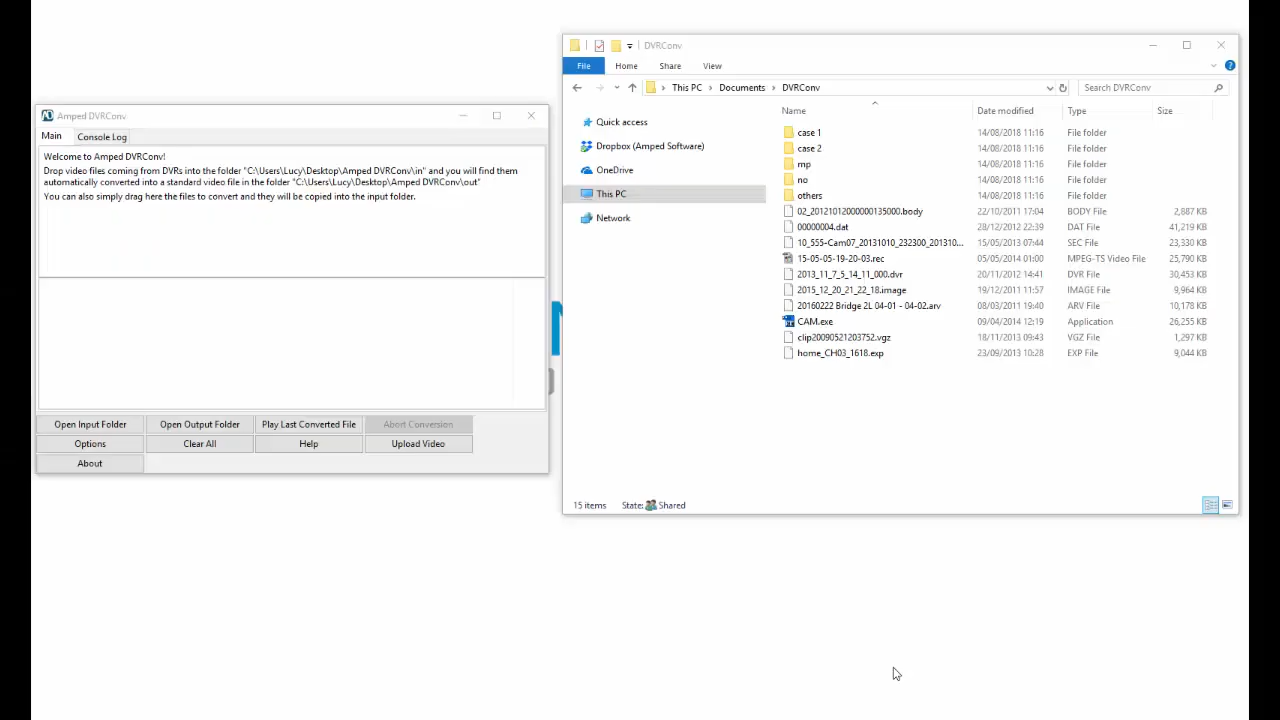 Amped DVRConv
Main
Console Log
Welcome to Amped DVRConv!
Drop video files coming from DVRs into the folder "C:\Users\Lucy\Desktop\Amped DVRConv\in" and you will find them
automatically converted into a standard video file in the folder "C:\Users\Lucy\Desktop\Amped DVRConv\out"
You can also simply drag here the files to convert and they will be copied into the input folder.
Open Input Folder
Open Output Folder
Play Last Converted File
Abort Conversion
Options
Clear All
Help
Upload Video
About
DVRConv
File
Home
Share
View
This PC
Documents
DVRConv
Search DVRConv
Name
Date modified
Type
Size
Quick access
Dropbox (Amped Software)
OneDrive
This PC
Network
case 1 14/08/2018 11:16 File folder
case 2 14/08/2018 11:16 File folder
mp 14/08/2018 11:16 File folder
no 14/08/2018 11:16 File folder
others 14/08/2018 11:16 File folder
02_20121012000000135000.body 22/10/2011 17:04 BODY File 2,887 KB
00000004.dat 28/12/2012 22:39 DAT File 41,219 KB
10_555-Cam07_20131010_232300_201310... 15/05/2013 07:44 SEC File 23,330 KB
15-05-05-19-20-03.rec 05/05/2014 01:00 MPEG-TS Video File 25,790 KB
2013_11_7_5_14_11_000.dvr 20/11/2012 14:41 DVR File 30,453 KB
2015_12_20_21_22_18.image 19/12/2011 11:57 IMAGE File 9,964 KB
20160222 Bridge 2L 04-01 - 04-02.arv 08/03/2011 19:40 ARV File 10,178 KB
CAM.exe 09/04/2014 12:19 Application 26,255 KB
clip20090521203752.vgz 18/11/2013 09:43 VGZ File 1,297 KB
home_CH03_1618.exp 23/09/2013 10:28 EXP File 9,044 KB
15 items
State: Shared